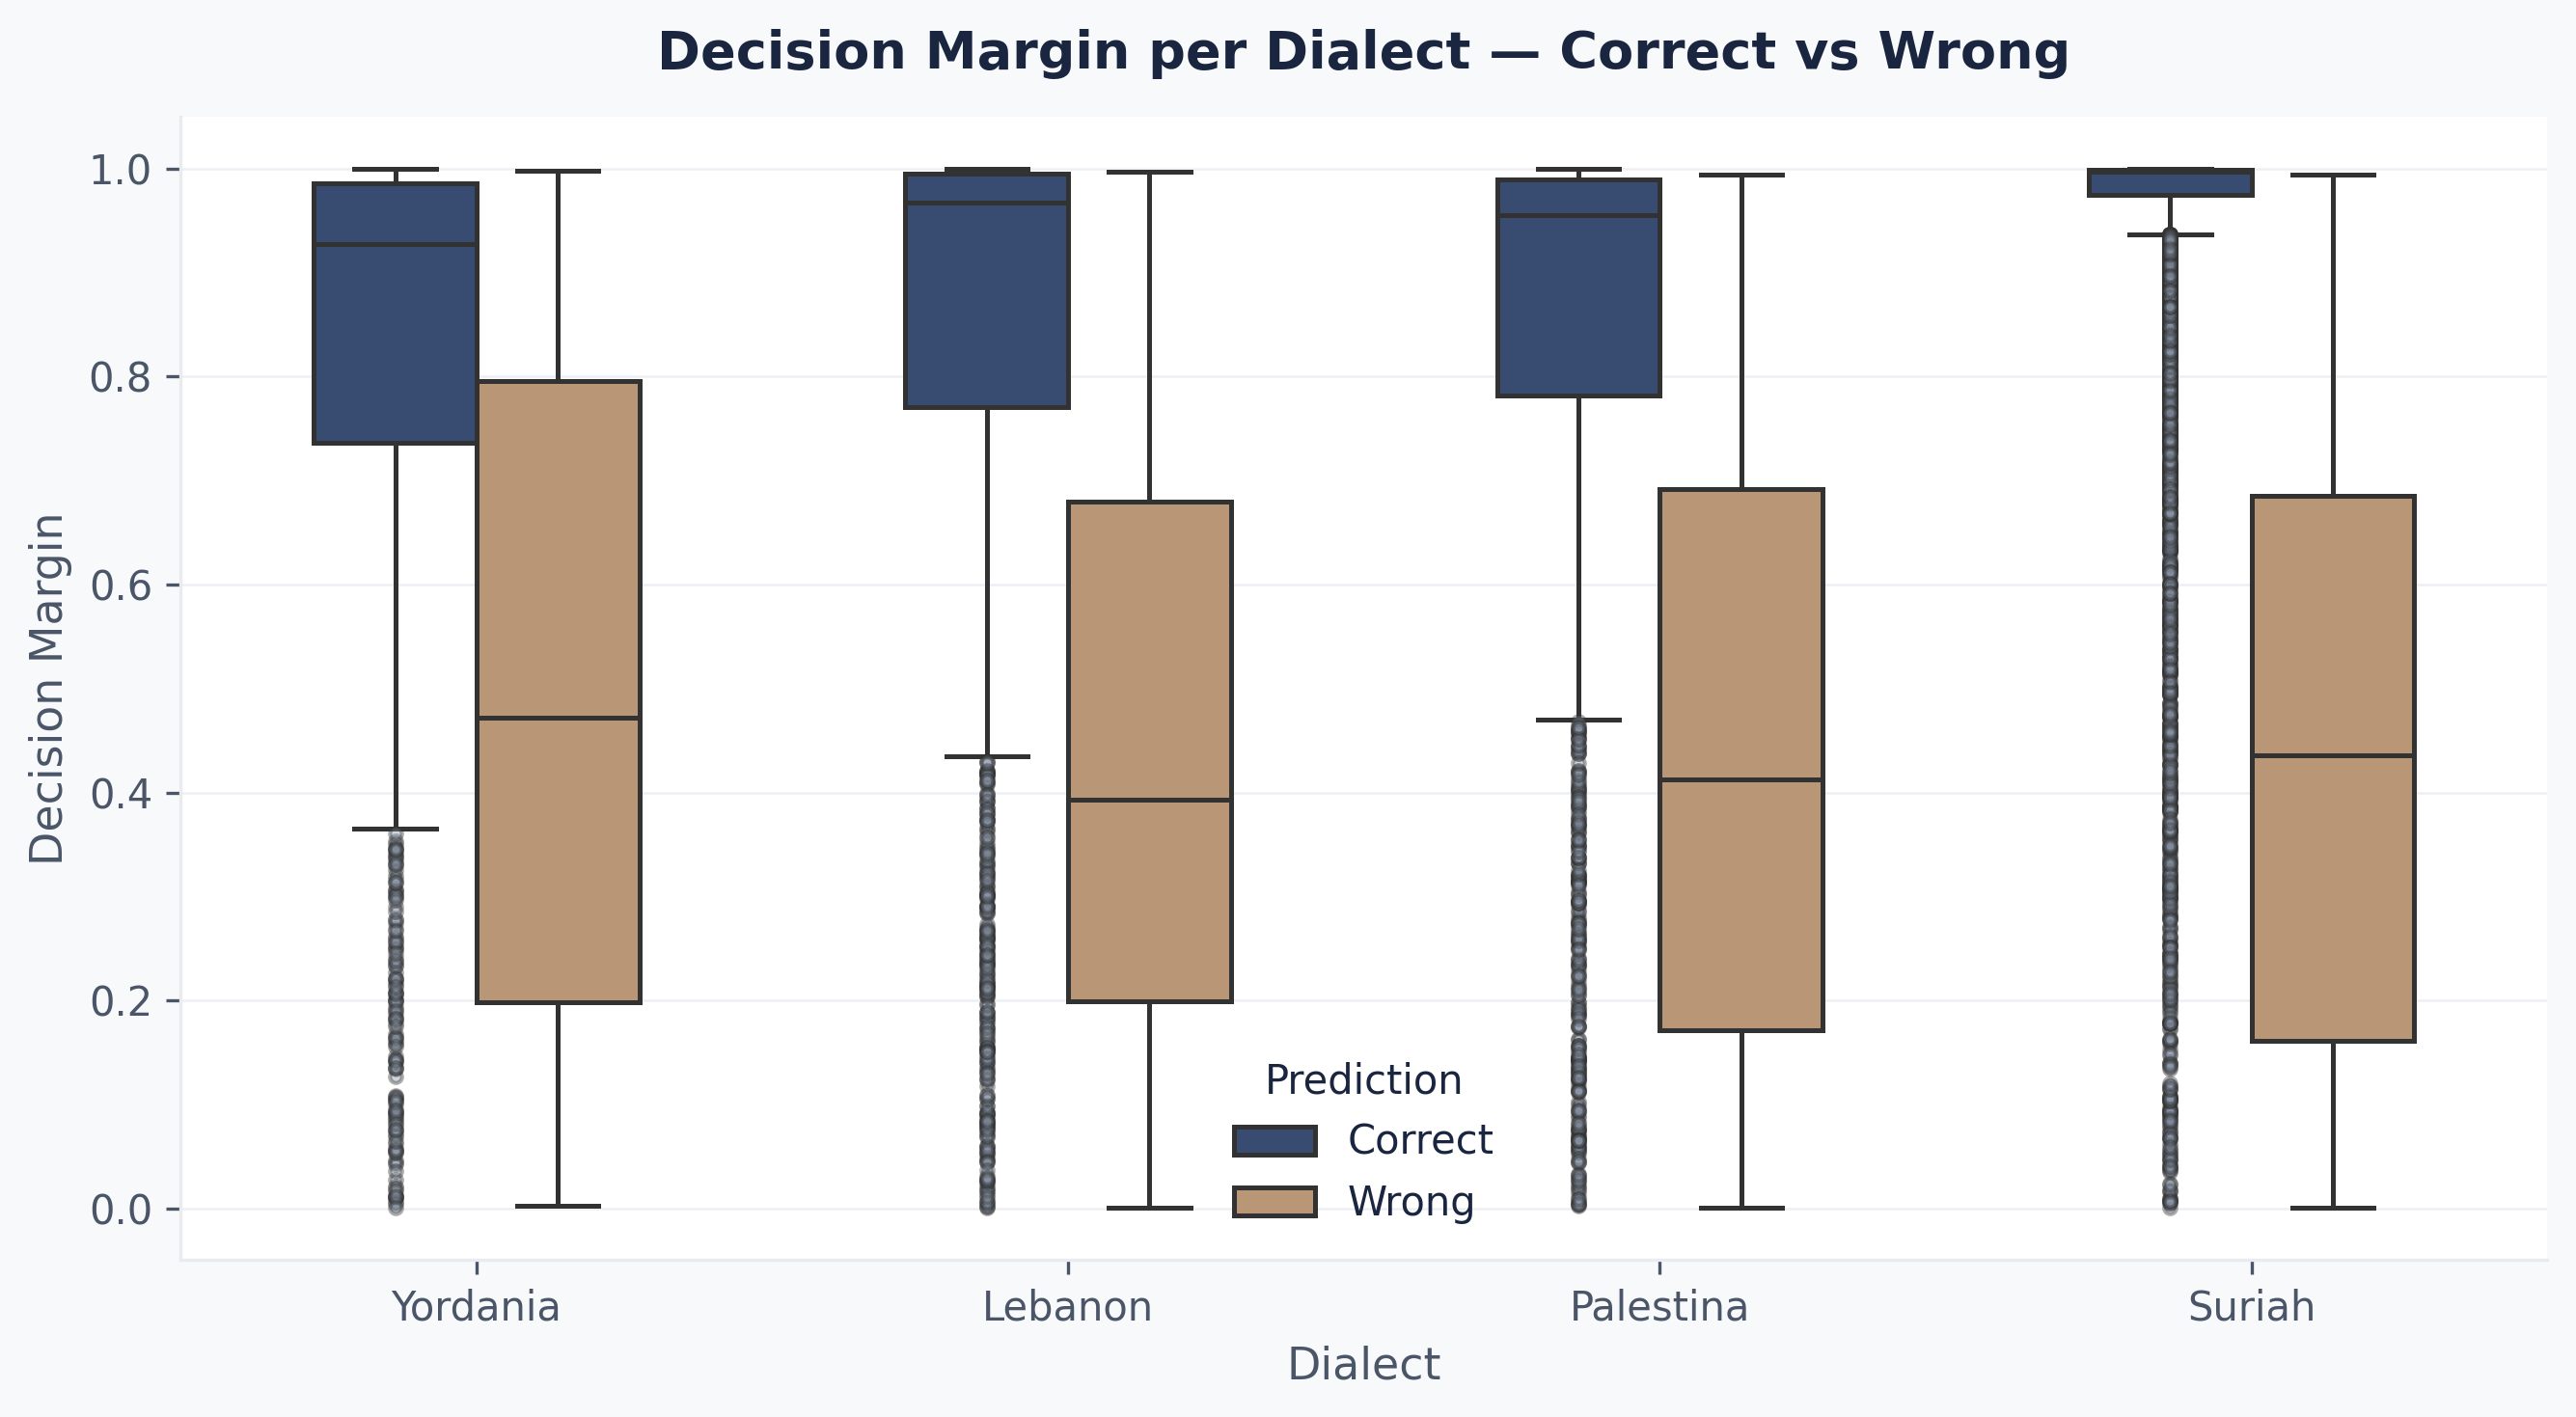 Decision Margin per Dialect — Correct vs Wrong
Decision Margin
1.0
0.8
0.6
0.4
0.2
0.0
Prediction
Correct
Wrong
Yordania
Lebanon
Palestina
Suriah
Dialect